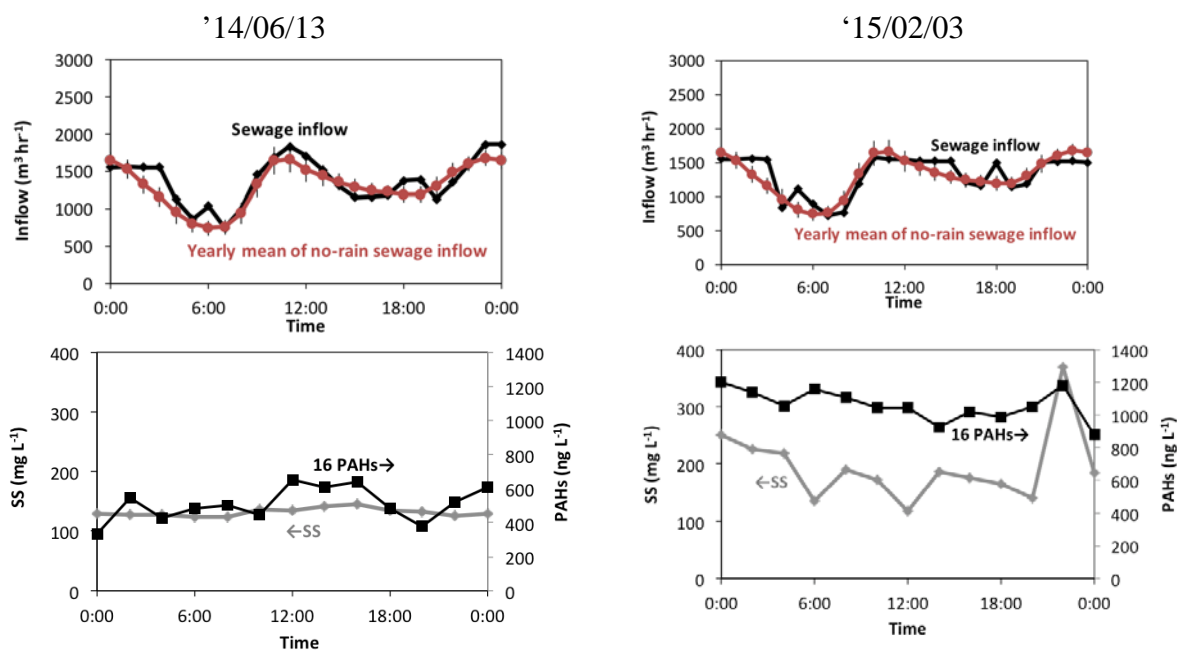 ’14/06/13
‘15/02/03
3000
2500
2000
1500
1000
500
0
Inflow (m³ hr⁻¹)
Sewage inflow
Yearly mean of no-rain sewage inflow
0:00 6:00 12:00 18:00 0:00
Time
3000
2500
2000
1500
1000
500
0
Inflow (m³ hr⁻¹)
Sewage inflow
Yearly mean of no-rain sewage inflow
0:00 6:00 12:00 18:00 0:00
Time
400
300
200
100
0
SS (mg L⁻¹)
16 PAHs→
←SS
1400
1200
1000
800
600
400
200
0
PAHs (ng L⁻¹)
0:00 6:00 12:00 18:00 0:00
Time
400
300
200
100
0
SS (mg L⁻¹)
16 PAHs→
←SS
1400
1200
1000
800
600
400
200
0
PAHs (ng L⁻¹)
0:00 6:00 12:00 18:00 0:00
Time